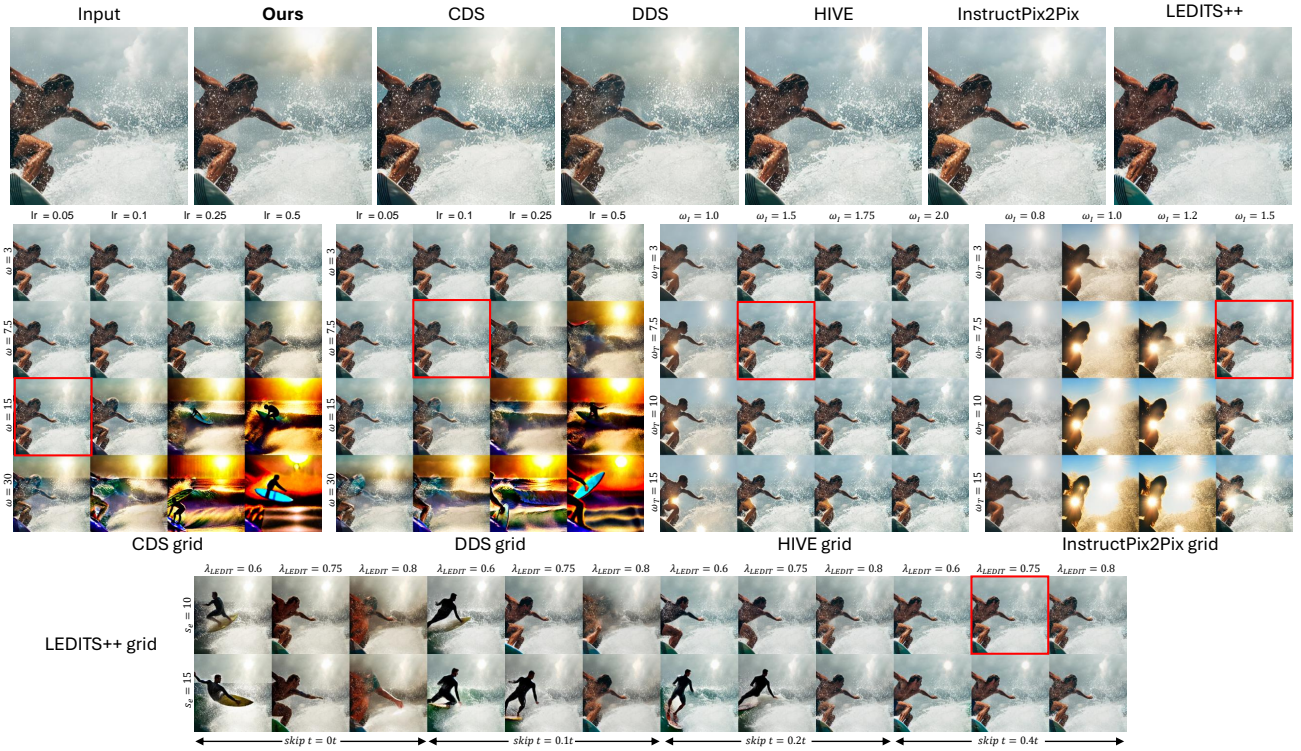 Input Ours CDS DDS HIVE InstructPix2Pix LEDITS++
lr = 0.05 lr = 0.1 lr = 0.25 lr = 0.5 lr = 0.05 lr = 0.1 lr = 0.25 lr = 0.5 ω_I = 1.0 ω_I = 1.5 ω_I = 1.75 ω_I = 2.0 ω_I = 0.8 ω_I = 1.0 ω_I = 1.2 ω_I = 1.5
ω = 3 ω = 3 ω_T = 3 ω_T = 3
ω = 7.5 ω = 7.5 ω_T = 7.5 ω_T = 7.5
ω = 15 ω = 15 ω_T = 10 ω_T = 10
ω = 30 ω = 30 ω_T = 15 ω_T = 15
CDS grid DDS grid HIVE grid InstructPix2Pix grid
λ_LEDIT = 0.6 λ_LEDIT = 0.75 λ_LEDIT = 0.8 λ_LEDIT = 0.6 λ_LEDIT = 0.75 λ_LEDIT = 0.8 λ_LEDIT = 0.6 λ_LEDIT = 0.75 λ_LEDIT = 0.8 λ_LEDIT = 0.6 λ_LEDIT = 0.75 λ_LEDIT = 0.8
s_e = 10
LEDITS++ grid
s_e = 15
skip t = 0t skip t = 0.1t skip t = 0.2t skip t = 0.4t